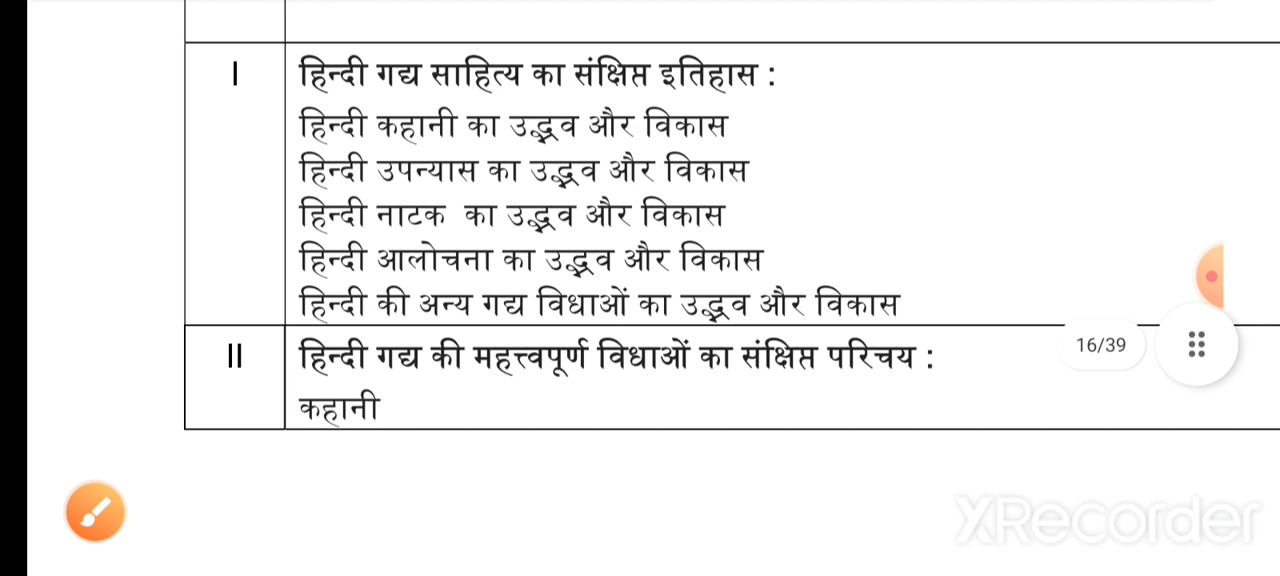 I
हिन्दी गद्य साहित्य का संक्षिप्त इतिहास :
हिन्दी कहानी का उद्भव और विकास
हिन्दी उपन्यास का उद्भव और विकास
हिन्दी नाटक का उद्भव और विकास
हिन्दी आलोचना का उद्भव और विकास
हिन्दी की अन्य गद्य विधाओं का उद्भव और विकास
II
हिन्दी गद्य की महत्त्वपूर्ण विधाओं का संक्षिप्त परिचय :
कहानी
16/39
XRecorder